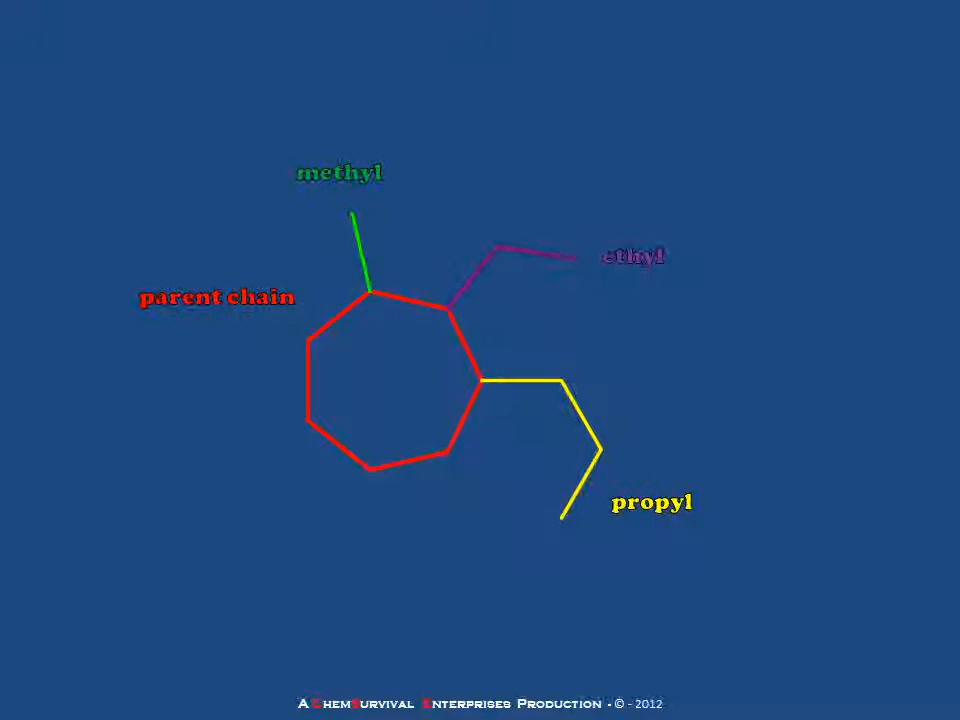 methyl
ethyl
parent chain
propyl
A ChemSurvival Enterprises Production - © - 2012